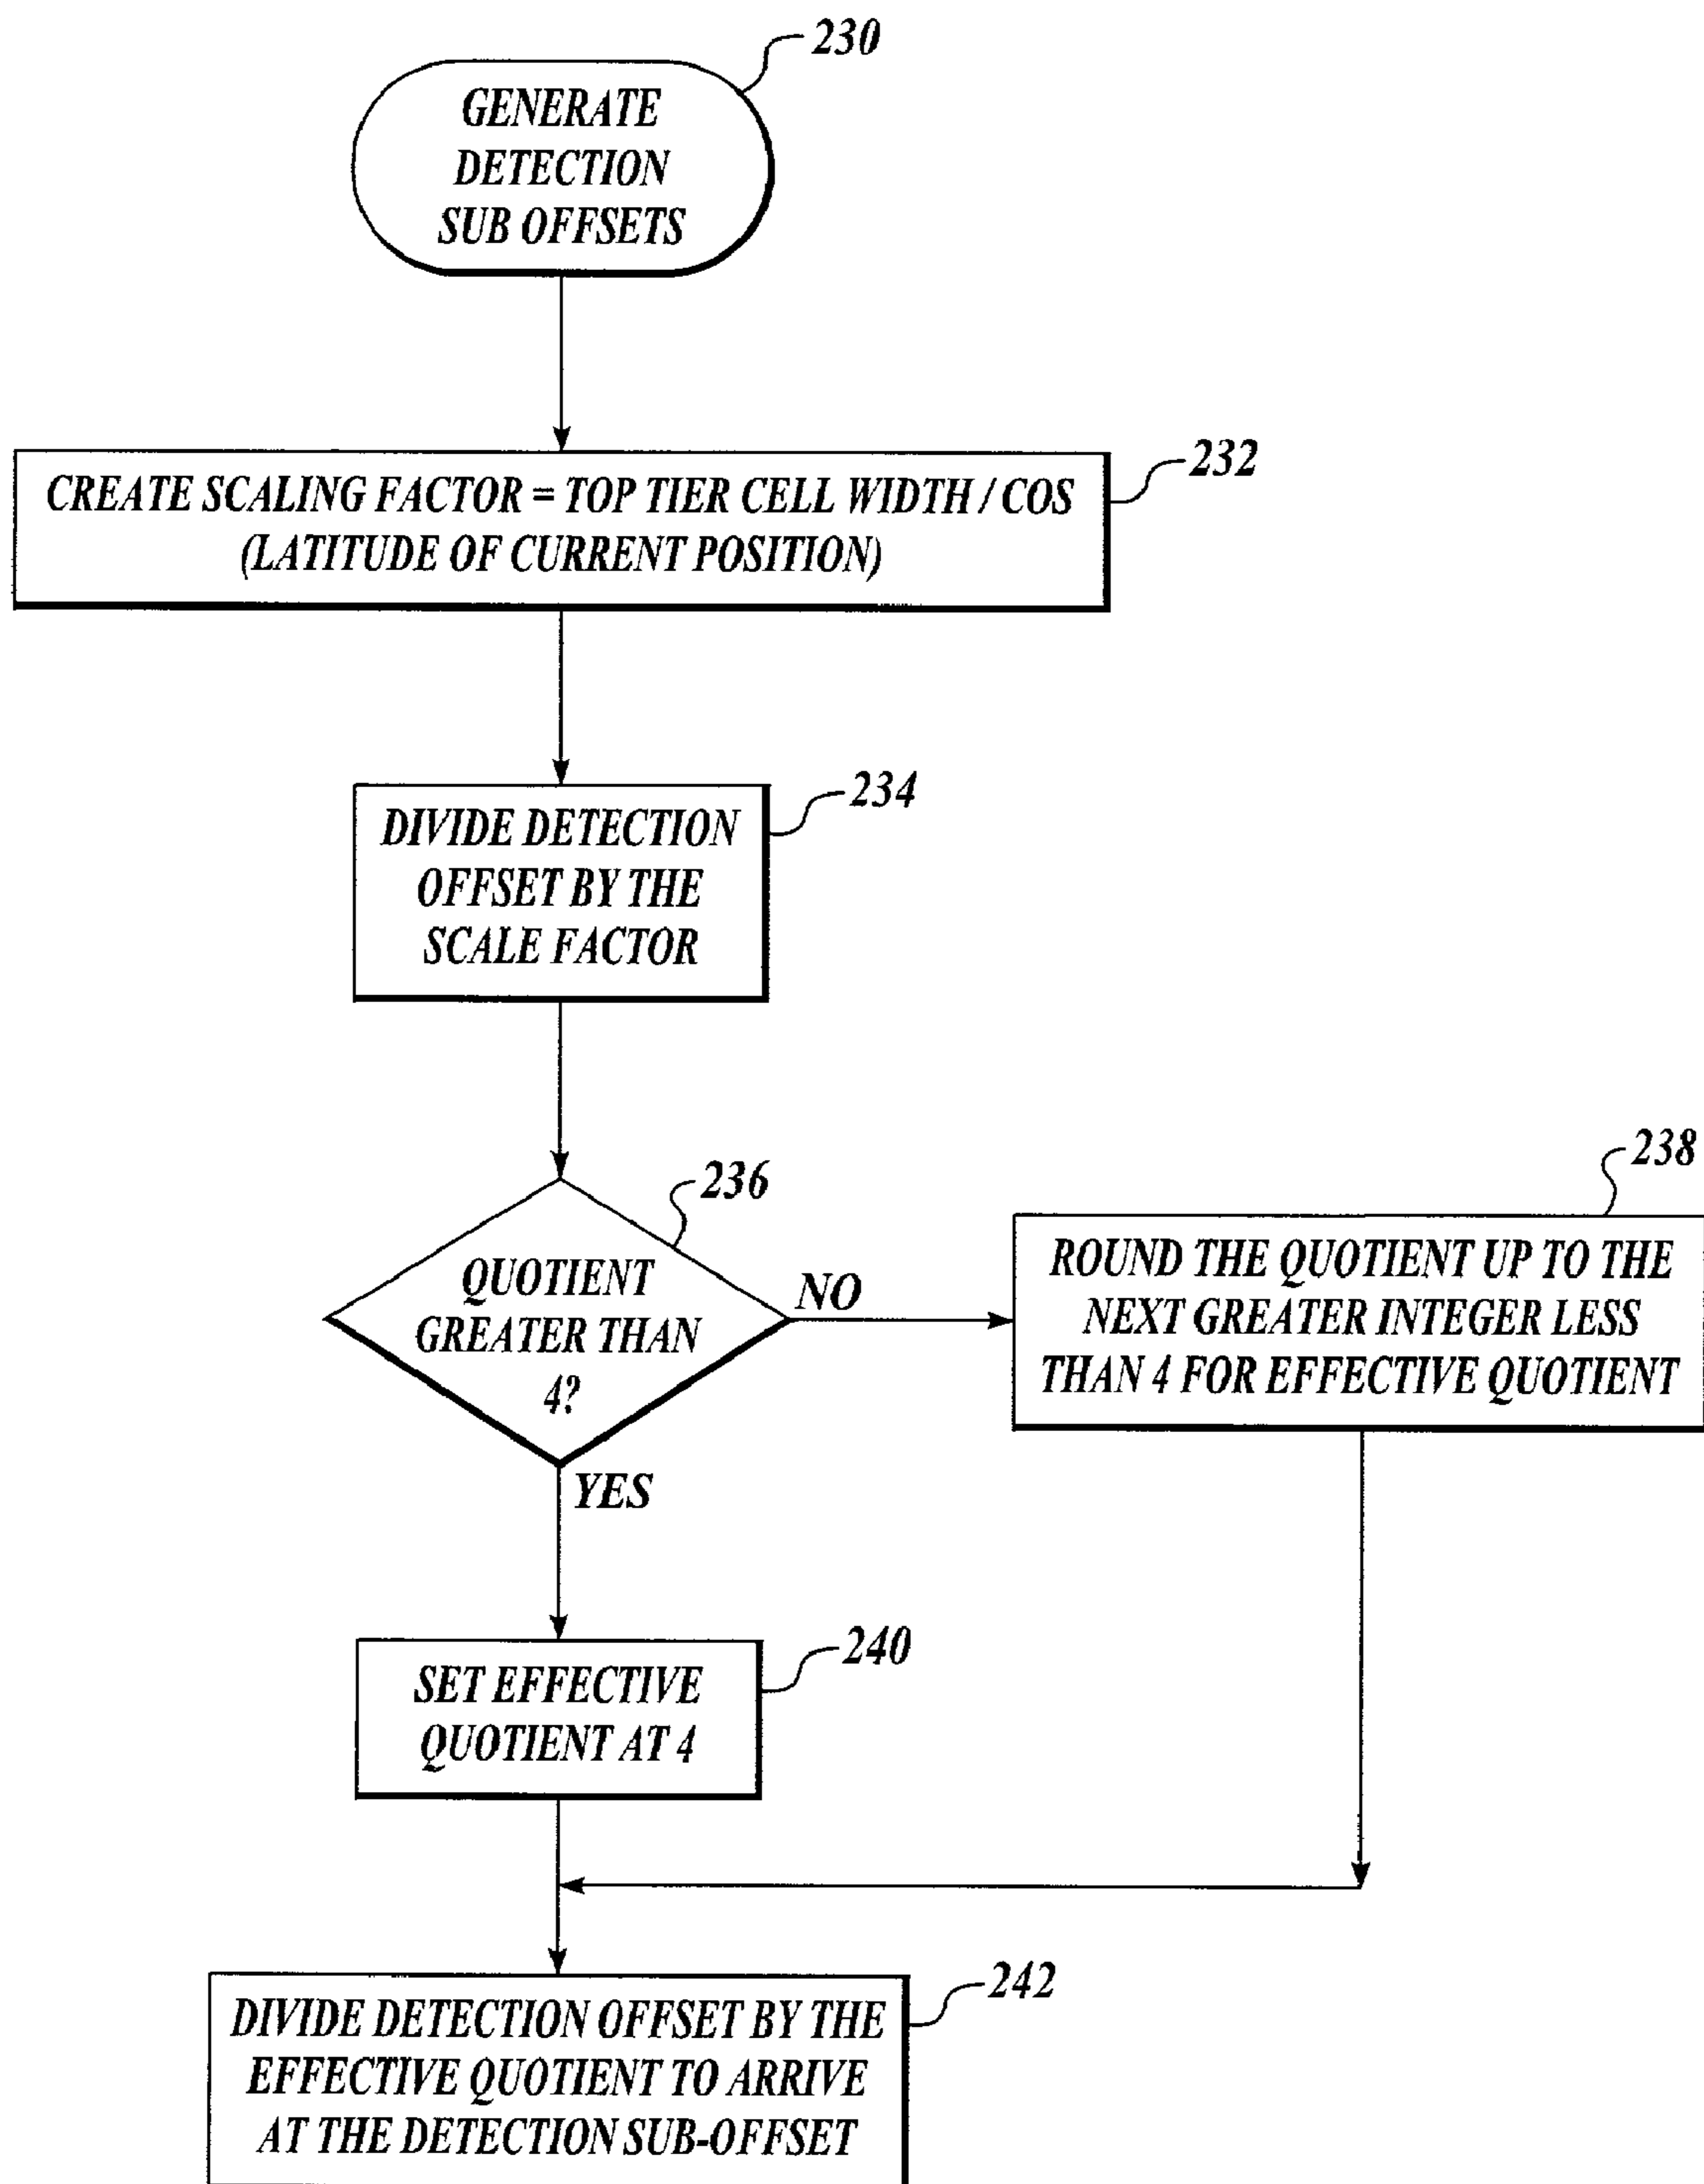 230
GENERATE
DETECTION
SUB OFFSETS
232
CREATE SCALING FACTOR = TOP TIER CELL WIDTH / COS
(LATITUDE OF CURRENT POSITION)
234
DIVIDE DETECTION
OFFSET BY THE
SCALE FACTOR
236
QUOTIENT
GREATER THAN
4?
NO
238
ROUND THE QUOTIENT UP TO THE
NEXT GREATER INTEGER LESS
THAN 4 FOR EFFECTIVE QUOTIENT
YES
240
SET EFFECTIVE
QUOTIENT AT 4
242
DIVIDE DETECTION OFFSET BY THE
EFFECTIVE QUOTIENT TO ARRIVE
AT THE DETECTION SUB-OFFSET